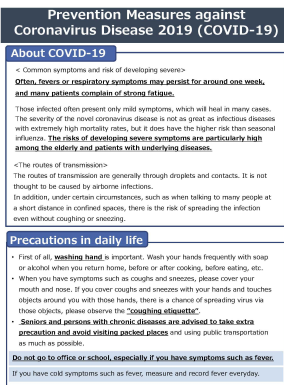 Prevention Measures against
Coronavirus Disease 2019 (COVID-19)
About COVID-19
< Common symptoms and risk of developing severe>
Often, fevers or respiratory symptoms may persist for around one week,
and many patients complain of strong fatigue.
Those infected often present only mild symptoms, which will heal in many cases.
The severity of the novel coronavirus disease is not as great as infectious diseases
with extremely high mortality rates, but it does have the higher risk than seasonal
influenza. The risks of developing severe symptoms are particularly high
among the elderly and patients with underlying diseases.
<The routes of transmission>
The routes of transmission are generally through droplets and contacts. It is not
thought to be caused by airborne infections.
In addition, under certain circumstances, such as when talking to many people at
a short distance in confined spaces, there is the risk of spreading the infection
even without coughing or sneezing.
Precautions in daily life
• First of all, washing hand is important. Wash your hands frequently with soap
or alcohol when you return home, before or after cooking, before eating, etc.
• When you have symptoms such as coughs and sneezes, please cover your
mouth and nose. If you cover coughs and sneezes with your hands and touches
objects around you with those hands, there is a chance of spreading virus via
those objects, please observe the "coughing etiquette".
• Seniors and persons with chronic diseases are advised to take extra
precaution and avoid visiting packed places and using public transportation
as much as possible.
Do not go to office or school, especially if you have symptoms such as fever.
If you have cold symptoms such as fever, measure and record fever everyday.